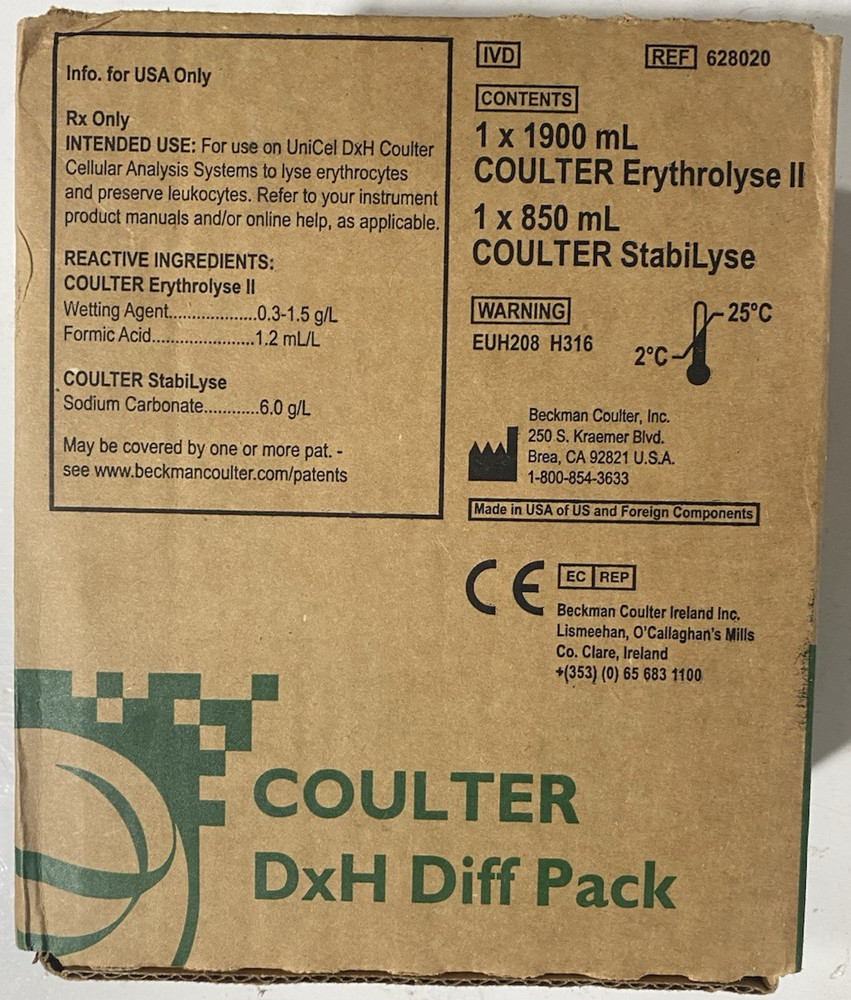 Info. for USA Only
Rx Only
INTENDED USE: For use on UniCel DxH Coulter
Cellular Analysis Systems to lyse erythrocytes
and preserve leukocytes. Refer to your instrument
product manuals and/or online help, as applicable.
REACTIVE INGREDIENTS:
COULTER Erythrolyse II
Wetting Agent..................0.3-1.5 g/L
Formic Acid......................1.2 mL/L
COULTER StabiLyse
Sodium Carbonate............6.0 g/L
May be covered by one or more pat. -
see www.beckmancoulter.com/patents
IVD REF 628020
CONTENTS
1 x 1900 mL
COULTER Erythrolyse II
1 x 850 mL
COULTER StabiLyse
WARNING
EUH208 H316
25°C
2°C
Beckman Coulter, Inc.
250 S. Kraemer Blvd.
Brea, CA 92821 U.S.A.
1-800-854-3633
Made in USA of US and Foreign Components
CE EC REP
Beckman Coulter Ireland Inc.
Lismeehan, O'Callaghan's Mills
Co. Clare, Ireland
+(353) (0) 65 683 1100
COULTER
DxH Diff Pack